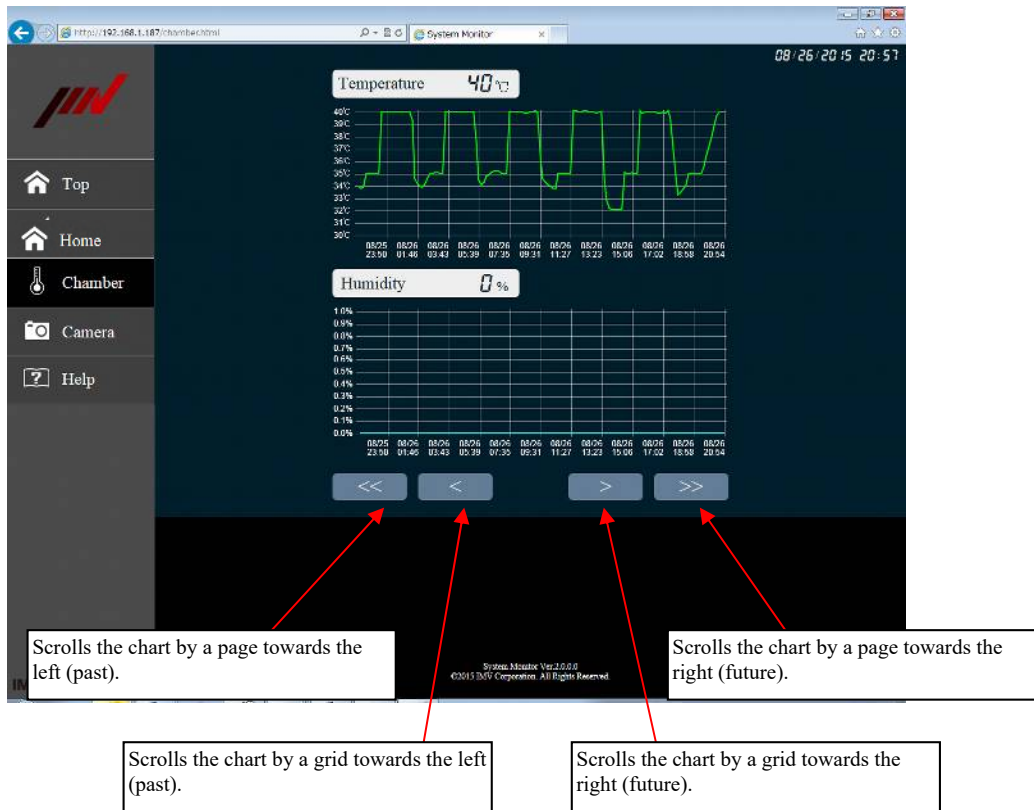 http://192.168.1.187/chamber.html
System Monitor
08/26/2015 20:57
Temperature 40 ℃
40℃
39℃
38℃
37℃
36℃
35℃
34℃
33℃
32℃
31℃
30℃
08/25 08/26 08/26 08/26 08/26 08/26 08/26 08/26 08/26 08/26 08/26 08/26
23:50 01:46 03:43 05:39 07:35 09:31 11:27 13:23 15:06 17:02 18:58 20:54
Top
Home
Chamber
Camera
Help
Humidity 0 %
1.0%
0.9%
0.8%
0.7%
0.6%
0.5%
0.4%
0.3%
0.2%
0.1%
0.0%
08/25 08/26 08/26 08/26 08/26 08/26 08/26 08/26 08/26 08/26 08/26 08/26
23:50 01:46 03:43 05:39 07:35 09:31 11:27 13:23 15:06 17:02 18:58 20:54
<< < > >>
Scrolls the chart by a page towards the
left (past).
Scrolls the chart by a page towards the
right (future).
System Monitor Ver.2.0.0.0
©2015 IMV Corporation. All Rights Reserved.
Scrolls the chart by a grid towards the left
(past).
Scrolls the chart by a grid towards the
right (future).